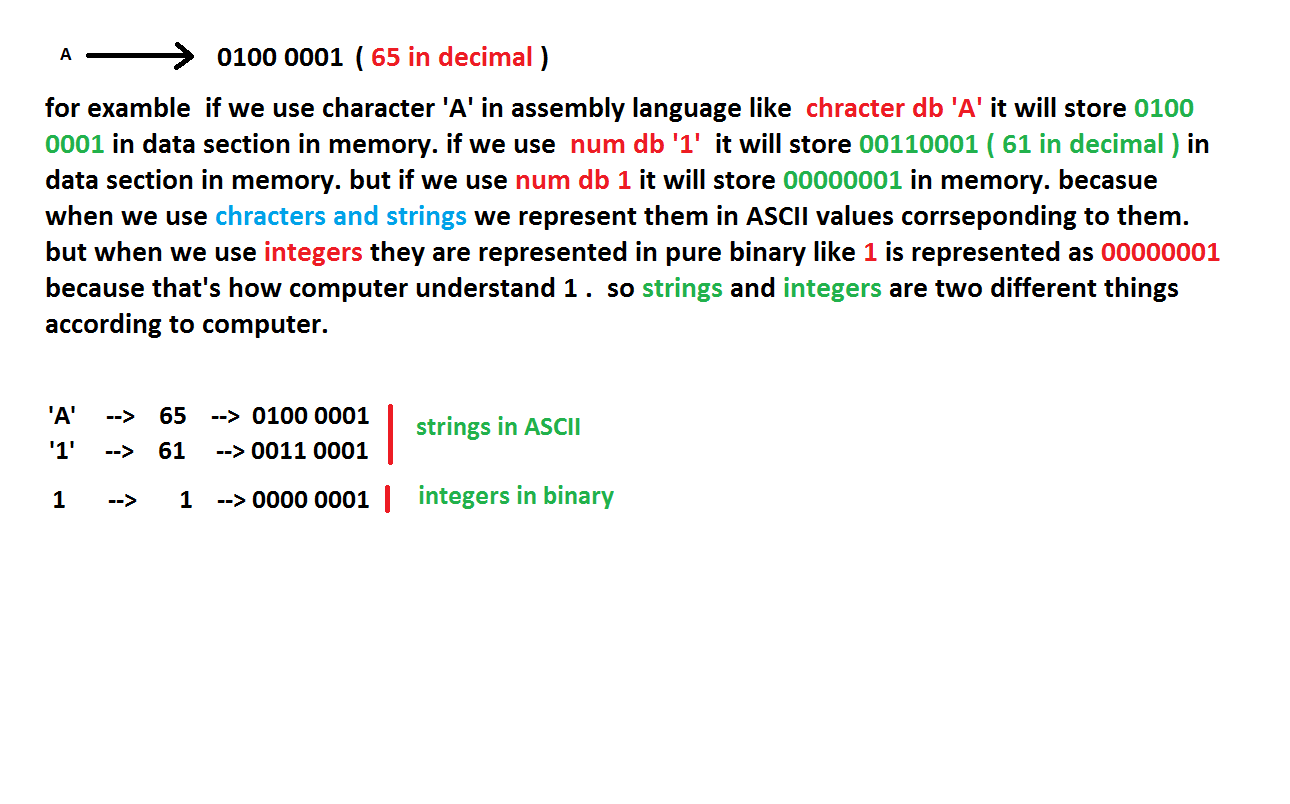 A 0100 0001 ( 65 in decimal )
for examble if we use character 'A' in assembly language like chracter db 'A' it will store 0100
0001 in data section in memory. if we use num db '1' it will store 00110001 ( 61 in decimal ) in
data section in memory. but if we use num db 1 it will store 00000001 in memory. becasue
when we use chracters and strings we represent them in ASCII values corrseponding to them.
but when we use integers they are represented in pure binary like 1 is represented as 00000001
because that's how computer understand 1 . so strings and integers are two different things
according to computer.
'A' --> 65 --> 0100 0001
strings in ASCII
'1' --> 61 --> 0011 0001
1 --> 1 --> 0000 0001 integers in binary